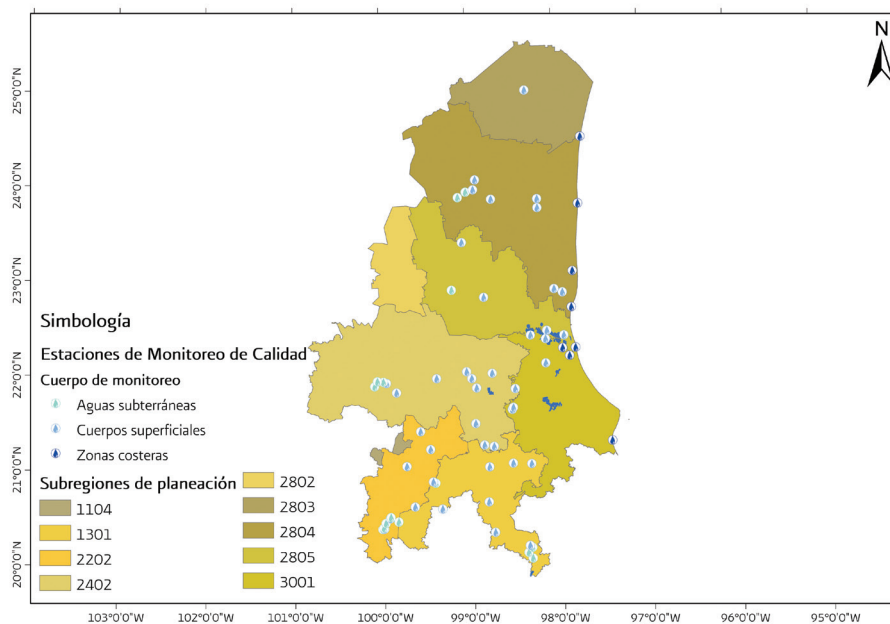 N
25°0'0"N
24°0'0"N
23°0'0"N
22°0'0"N
21°0'0"N
20°0'0"N
Simbología
Estaciones de Monitoreo de Calidad
Cuerpo de monitoreo
Aguas subterráneas
Cuerpos superficiales
Zonas costeras
Subregiones de planeación
1104
1301
2202
2402
2802
2803
2804
2805
3001
103°0'0"W
102°0'0"W
101°0'0"W
100°0'0"W
99°0'0"W
98°0'0"W
97°0'0"W
96°0'0"W
95°0'0"W